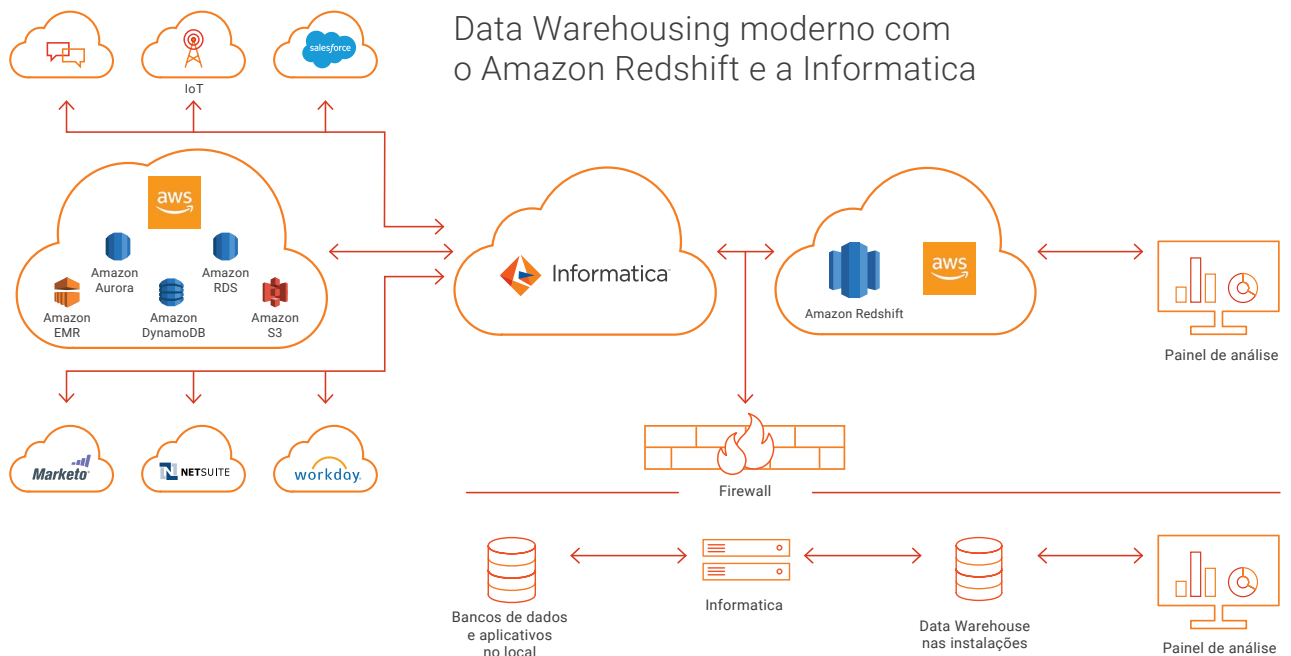 Data Warehousing moderno com
o Amazon Redshift e a Informatica
salesforce
IoT
aws
Amazon
Aurora
Amazon
RDS
Amazon
EMR
Amazon
DynamoDB
Amazon
S3
Informatica
Amazon Redshift
aws
Painel de análise
Marketo
N NETSUITE
workday.
Firewall
Bancos de dados
e aplicativos
no local
Informatica
Data Warehouse
nas instalações
Painel de análise